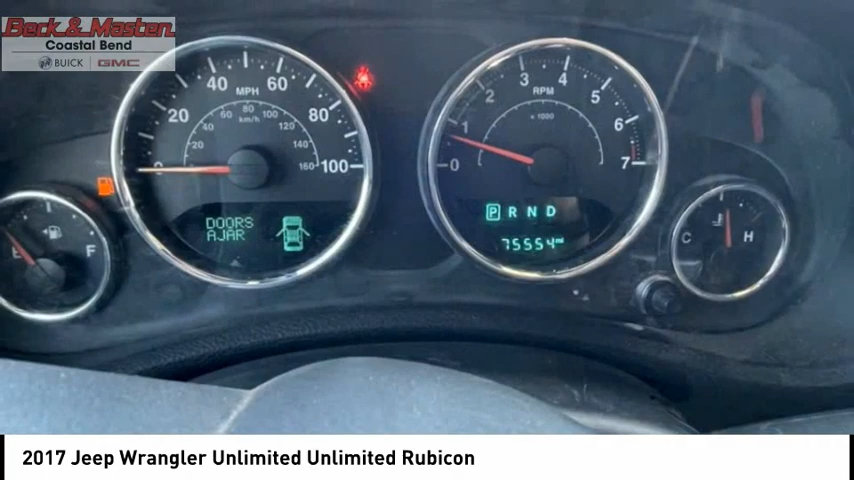 Beck & Masten
Coastal Bend
BUICK | GMC
0 20 40 60 80 100
MPH
20 40 60 80 100 120 140 160
km/h
DOORS
AJAR
0 1 2 3 4 5 6 7
RPM
x 1000
P R N D
75554 mi
E F
C H
2017 Jeep Wrangler Unlimited Unlimited Rubicon